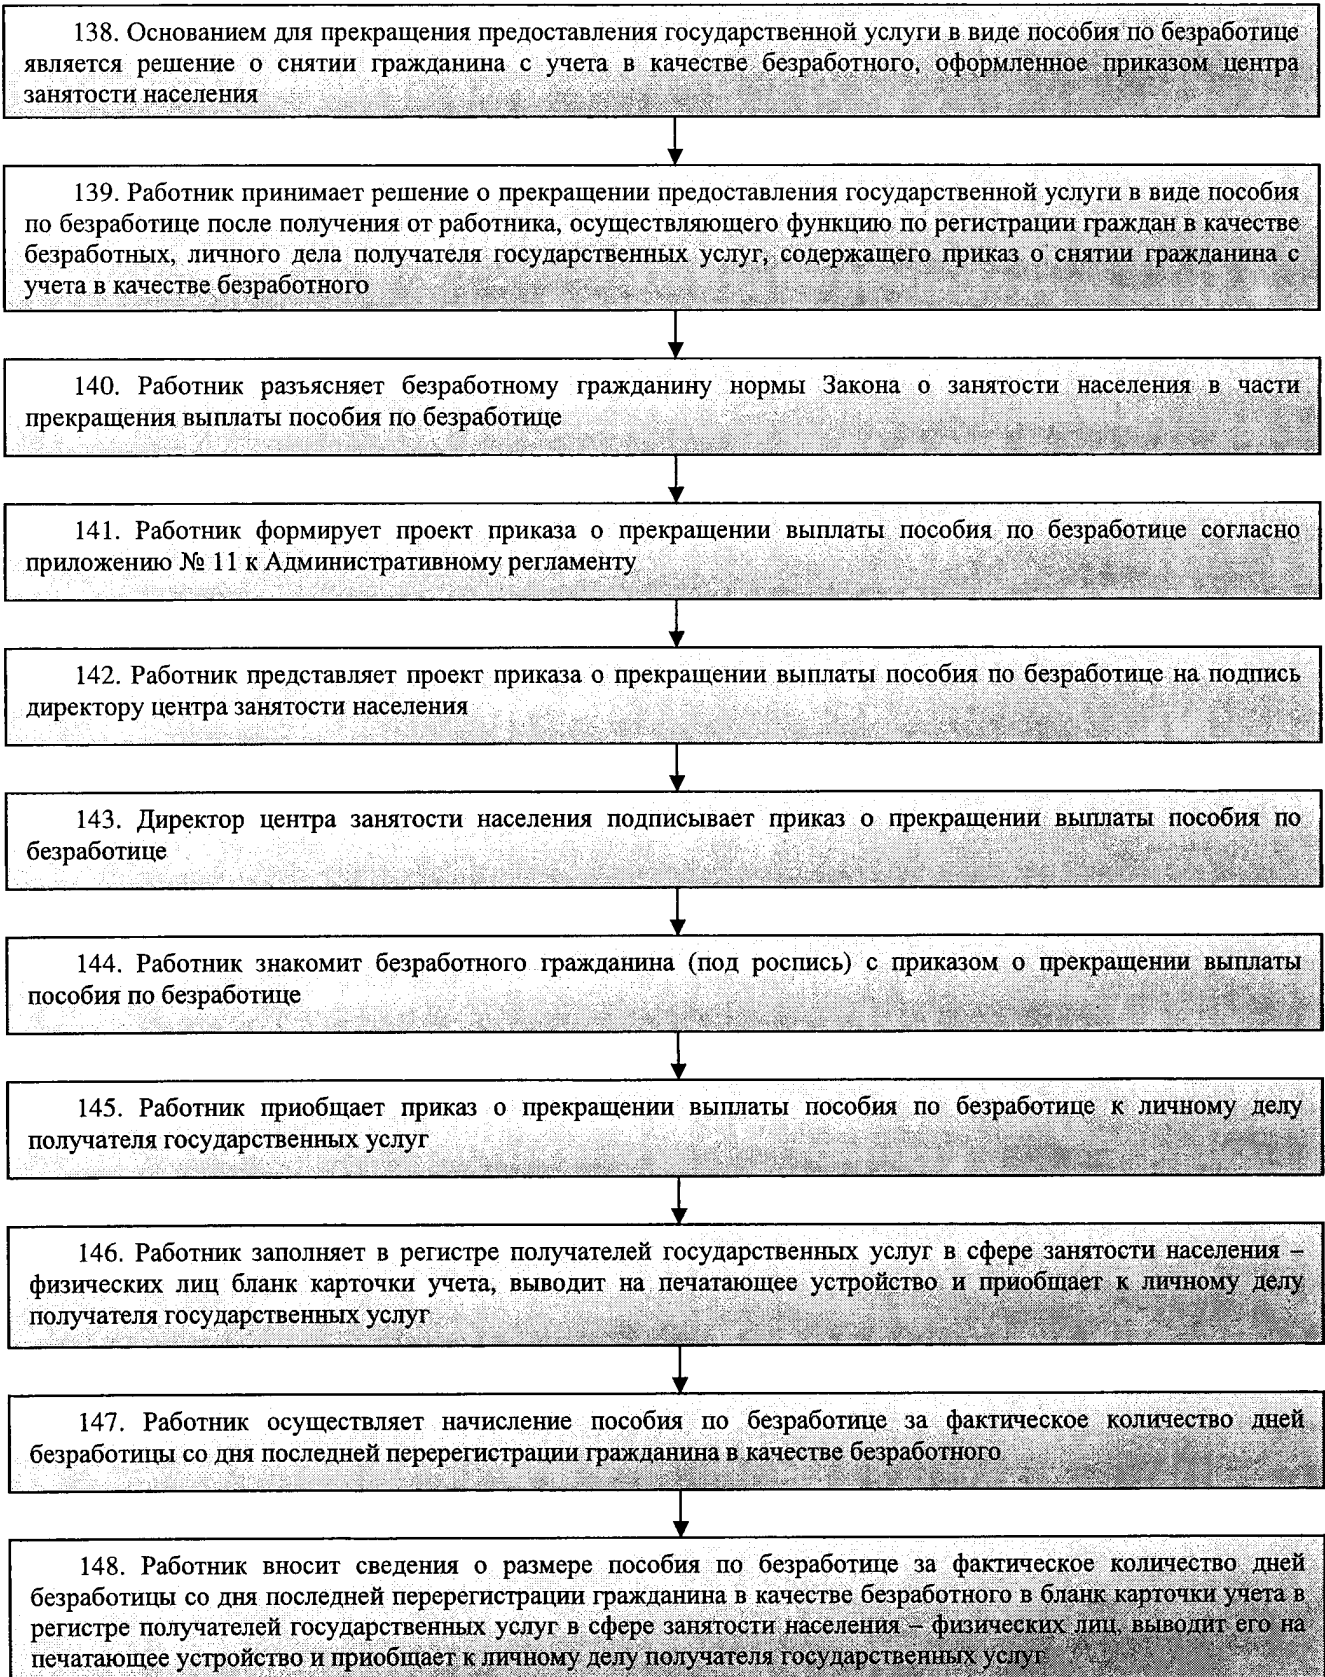 138. Основанием для прекращения предоставления государственной услуги в виде пособия по безработице
является решение о снятии гражданина с учета в качестве безработного, оформленное приказом центра
занятости населения
139. Работник принимает решение о прекращении предоставления государственной услуги в виде пособия
по безработице после получения от работника, осуществляющего функцию по регистрации граждан в качестве
безработных, личного дела получателя государственных услуг, содержащего приказ о снятии гражданина с
учета в качестве безработного
140. Работник разъясняет безработному гражданину нормы Закона о занятости населения в части
прекращения выплаты пособия по безработице
141. Работник формирует проект приказа о прекращении выплаты пособия по безработице согласно
приложению № 11 к Административному регламенту
142. Работник представляет проект приказа о прекращении выплаты пособия по безработице на подпись
директору центра занятости населения
143. Директор центра занятости населения подписывает приказ о прекращении выплаты пособия по
безработице
144. Работник знакомит безработного гражданина (под роспись) с приказом о прекращении выплаты
пособия по безработице
145. Работник приобщает приказ о прекращении выплаты пособия по безработице к личному делу
получателя государственных услуг
146. Работник заполняет в регистре получателей государственных услуг в сфере занятости населения –
физических лиц бланк карточки учета, выводит на печатающее устройство и приобщает к личному делу
получателя государственных услуг
147. Работник осуществляет начисление пособия по безработице за фактическое количество дней
безработицы со дня последней перерегистрации гражданина в качестве безработного
148. Работник вносит сведения о размере пособия по безработице за фактическое количество дней
безработицы со дня последней перерегистрации гражданина в качестве безработного в бланк карточки учета в
регистре получателей государственных услуг в сфере занятости населения – физических лиц, выводит его на
печатающее устройство и приобщает к личному делу получателя государственных услуг